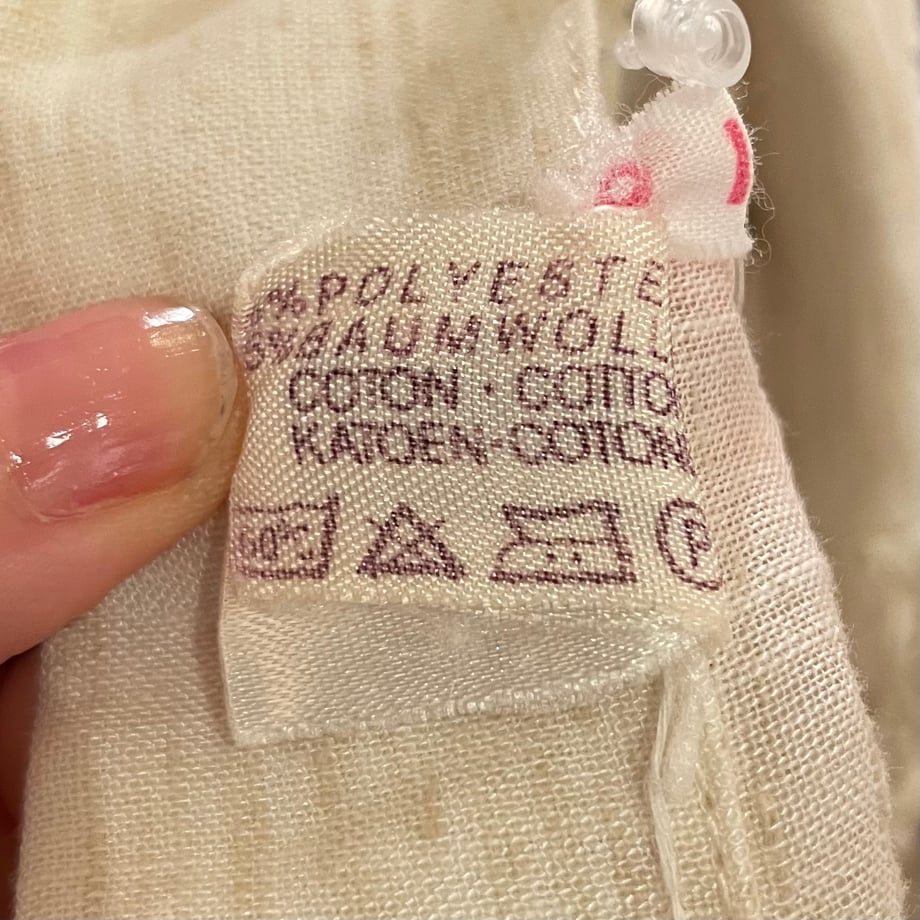 %POLYESTE
%BAUMWOLL
COTON · COTTO
KATOEN COTON
60°C
P